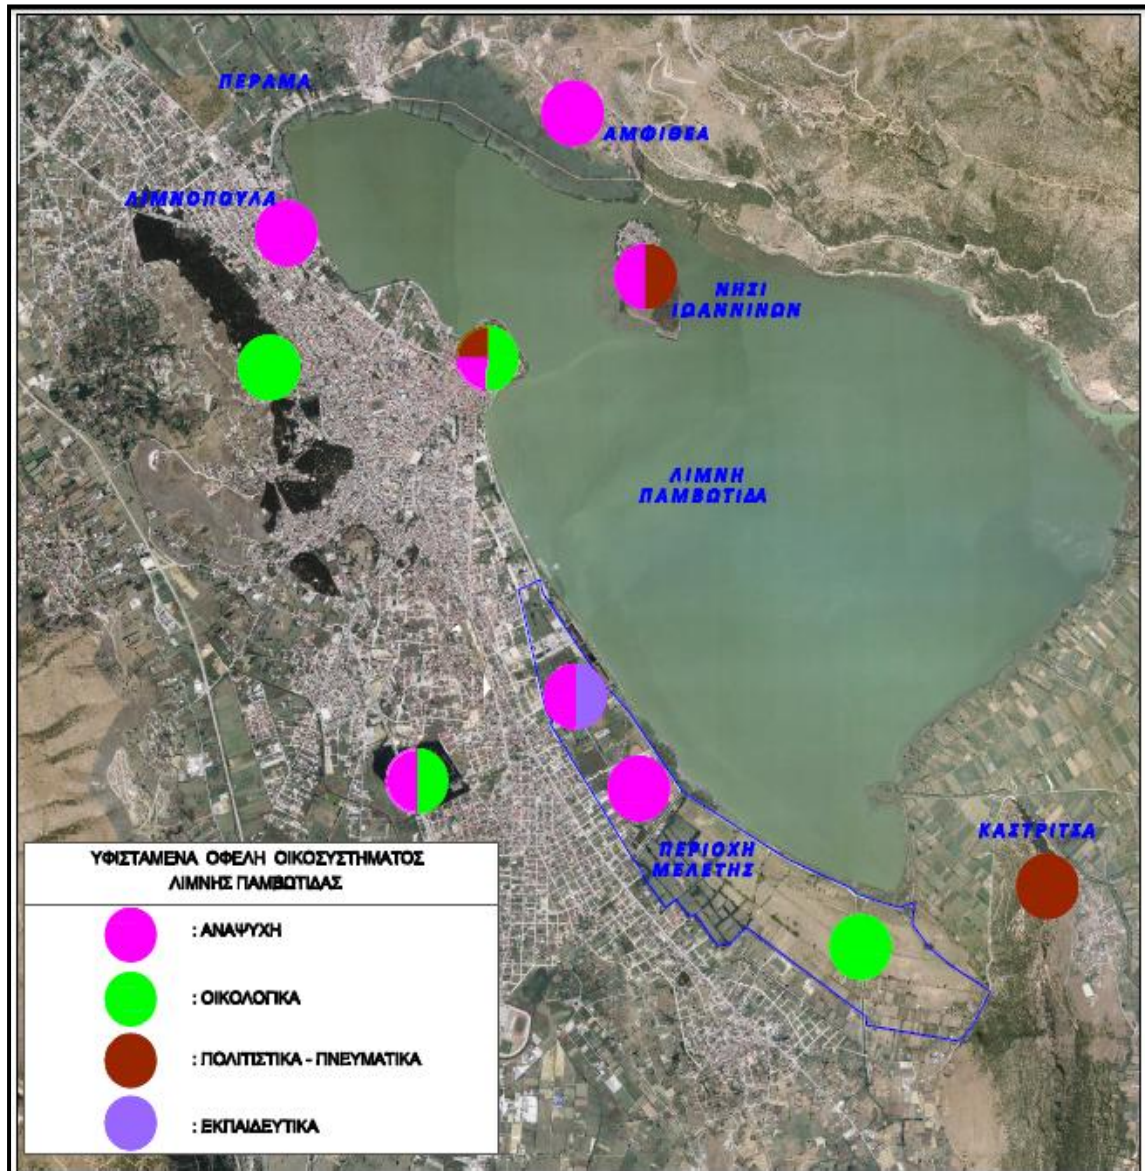 ΠΕΡΑΜΑ
ΑΜΦΙΘΕΑ
ΛΙΜΝΟΠΟΥΛΑ
ΝΗΣΙ
ΙΩΑΝΝΙΝΩΝ
ΛΙΜΝΗ
ΠΑΜΒΩΤΙΔΑ
ΚΑΣΤΡΙΤΣΑ
ΠΕΡΙΟΧΗ
ΜΕΛΕΤΗΣ
ΥΦΙΣΤΑΜΕΝΑ ΟΦΕΛΗ ΟΙΚΟΣΥΣΤΗΜΑΤΟΣ
ΛΙΜΝΗΣ ΠΑΜΒΩΤΙΔΑΣ
: ΑΝΑΨΥΧΗ
: ΟΙΚΟΛΟΓΙΚΑ
: ΠΟΛΙΤΙΣΤΙΚΑ - ΠΝΕΥΜΑΤΙΚΑ
: ΕΚΠΑΙΔΕΥΤΙΚΑ